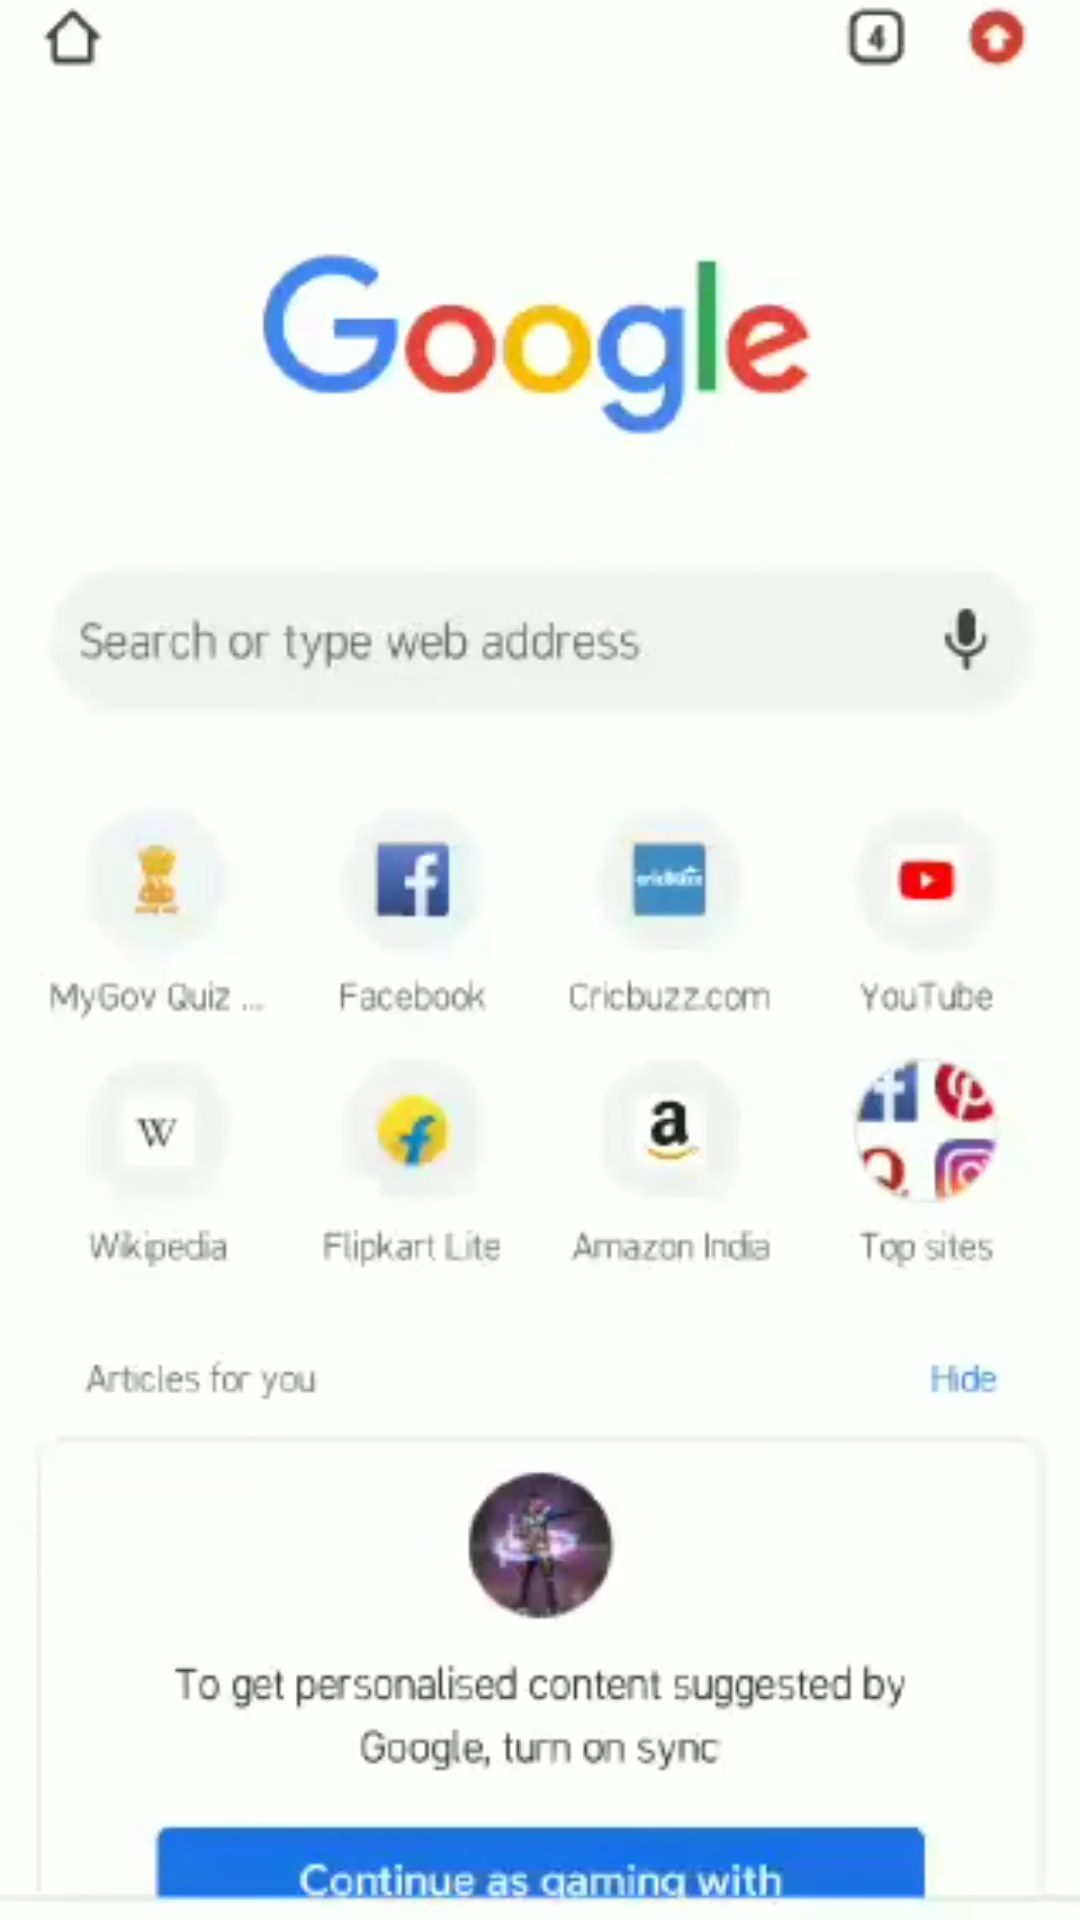 4
Google
Search or type web address
cricbuzz
MyGov Quiz ...
Facebook
Cricbuzz.com
YouTube
W
a
Wikipedia
Flipkart Lite
Amazon India
Top sites
Articles for you
Hide
To get personalised content suggested by
Google, turn on sync
Continue as gaming with